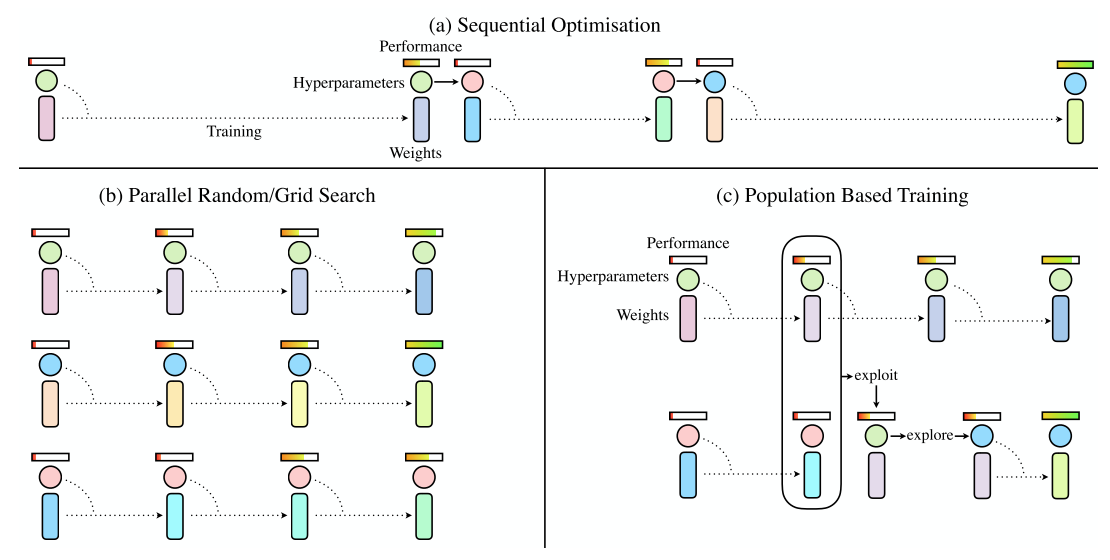 (a) Sequential Optimisation
Performance
Hyperparameters
Training
Weights
(b) Parallel Random/Grid Search
(c) Population Based Training
Performance
Hyperparameters
Weights
exploit
explore